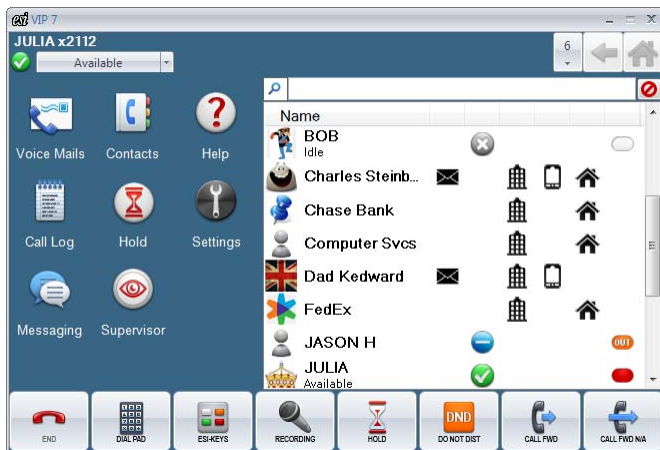 esi VIP 7
JULIA x2112
Available
6
Name
BOB
Idle
Charles Steinb...
Chase Bank
Computer Svcs
Dad Kedward
FedEx
JASON H
OUT
JULIA
Available
Voice Mails
Contacts
Help
Call Log
Hold
Settings
Messaging
Supervisor
END
DIAL PAD
ESI-KEYS
RECORDING
HOLD
DND
DO NOT DIST
CALL FWD
CALL FWD N/A